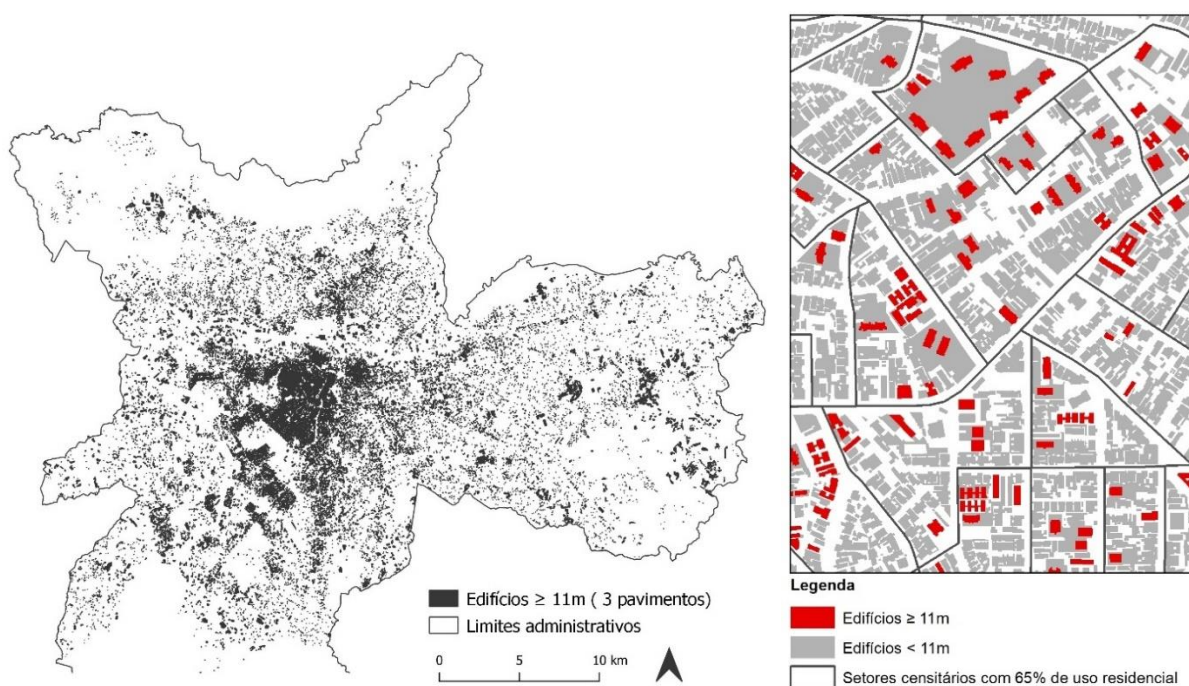 Edifícios ≥ 11m ( 3 pavimentos)
Limites administrativos
0 5 10 km
Legenda
Edifícios ≥ 11m
Edifícios < 11m
Setores censitários com 65% de uso residencial